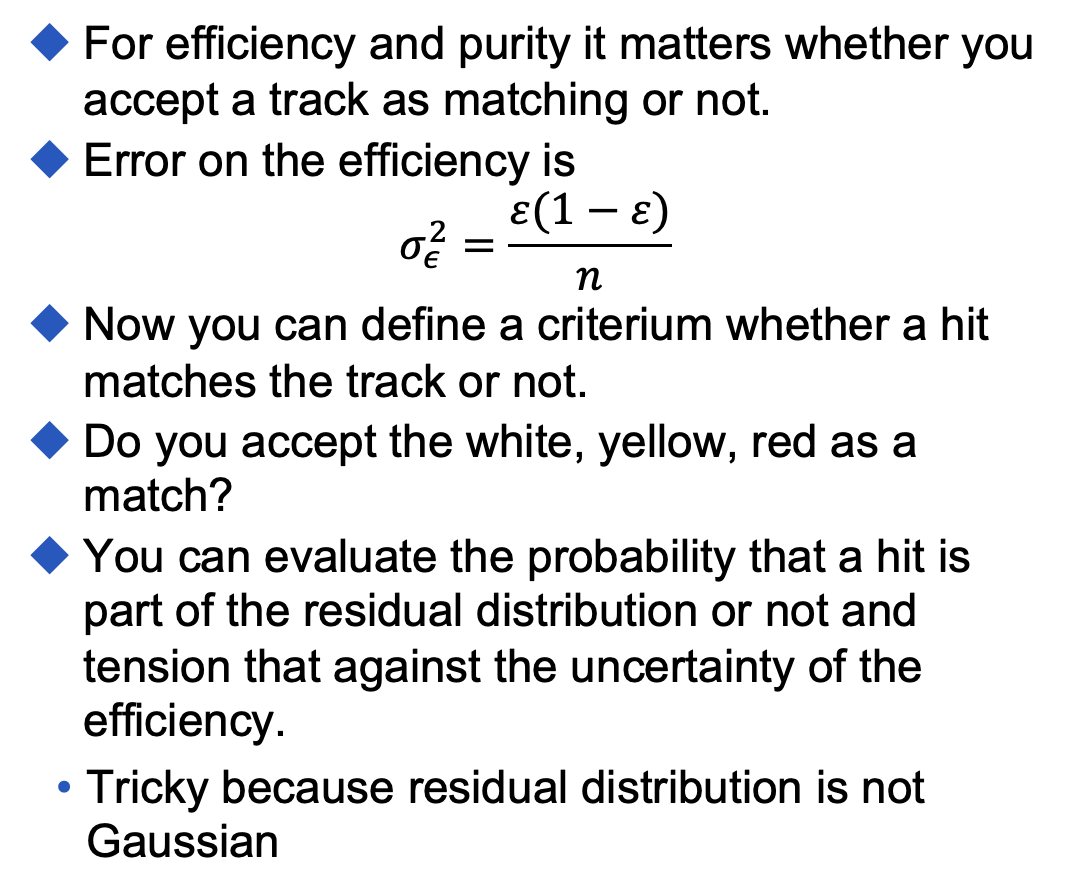 ◆ For efficiency and purity it matters whether you
accept a track as matching or not.
◆ Error on the efficiency is
𝜎𝜖² = 𝜀(1 − 𝜀) / 𝑛
◆ Now you can define a criterium whether a hit
matches the track or not.
◆ Do you accept the white, yellow, red as a
match?
◆ You can evaluate the probability that a hit is
part of the residual distribution or not and
tension that against the uncertainty of the
efficiency.
• Tricky because residual distribution is not
Gaussian